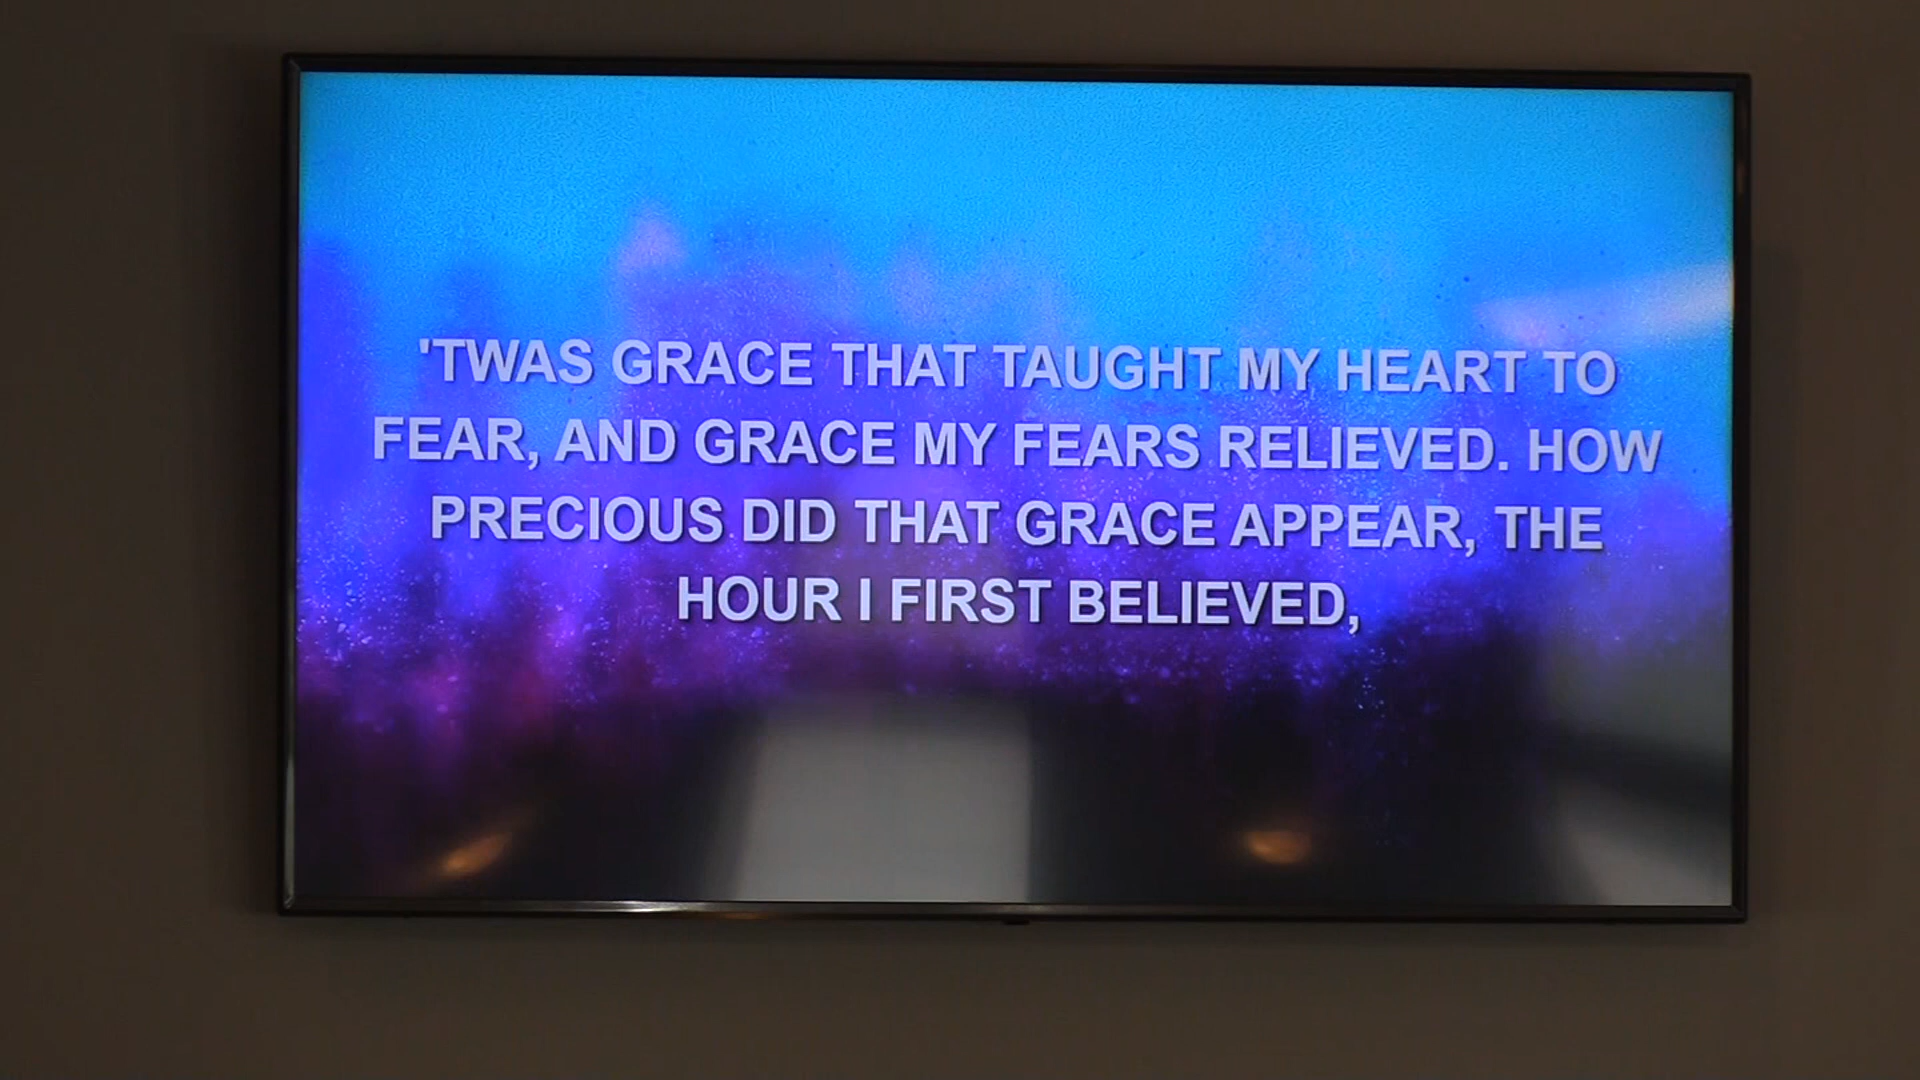 'TWAS GRACE THAT TAUGHT MY HEART TO
FEAR, AND GRACE MY FEARS RELIEVED. HOW
PRECIOUS DID THAT GRACE APPEAR, THE
HOUR I FIRST BELIEVED,